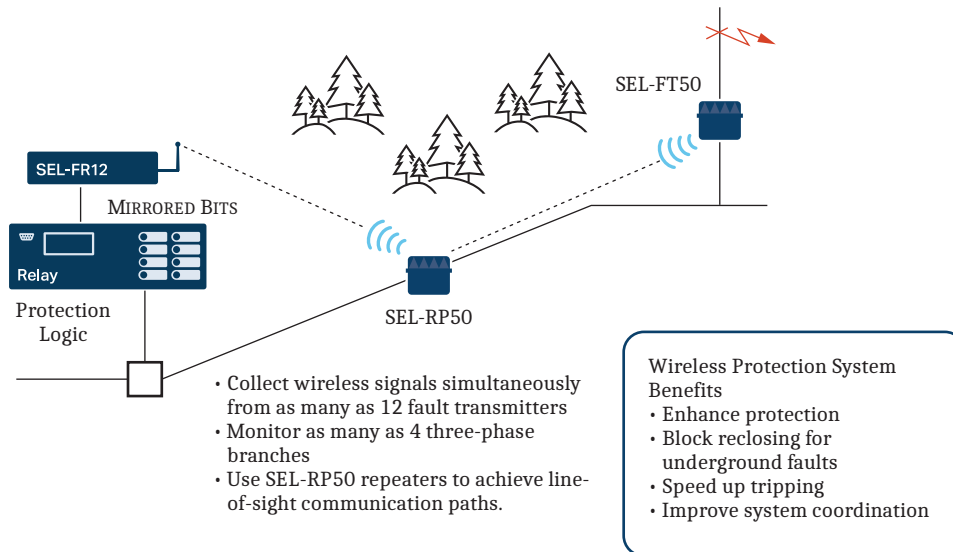 SEL-FT50
SEL-FR12
MIRRORED BITS
Relay
Protection
Logic
SEL-RP50
• Collect wireless signals simultaneously
from as many as 12 fault transmitters
• Monitor as many as 4 three-phase
branches
• Use SEL-RP50 repeaters to achieve line-
of-sight communication paths.
Wireless Protection System
Benefits
• Enhance protection
• Block reclosing for
underground faults
• Speed up tripping
• Improve system coordination